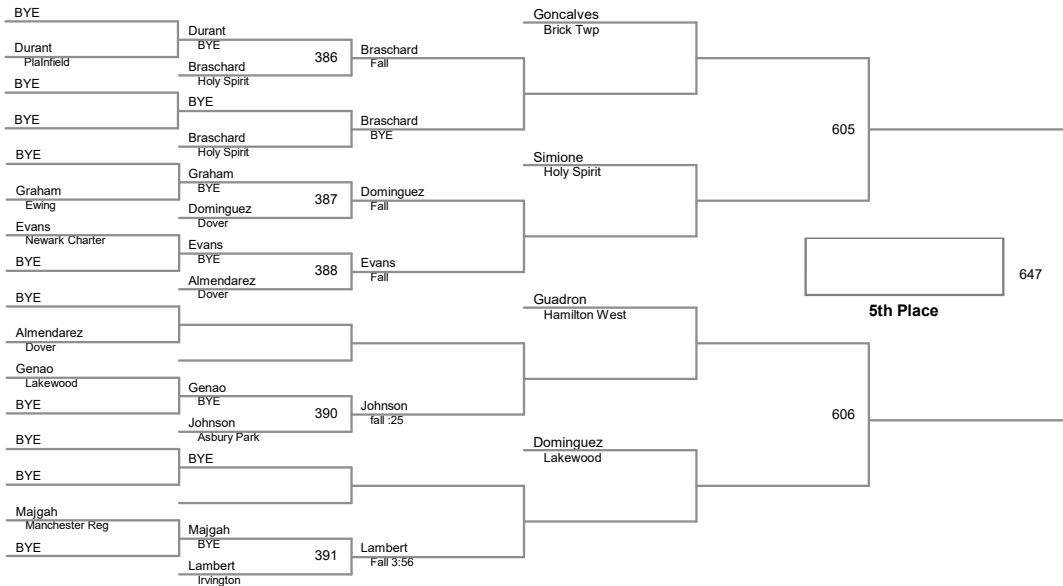 BYE
Durant
Plainfield
BYE
BYE
BYE
Graham
Ewing
Evans
Newark Charter
BYE
BYE
Almendarez
Dover
Genao
Lakewood
BYE
BYE
BYE
Majgah
Manchester Reg
BYE
Durant
BYE
386
Braschard
Holy Spirit
BYE
Braschard
Holy Spirit
Graham
BYE
387
Dominguez
Dover
Evans
BYE
388
Almendarez
Dover
Genao
BYE
390
Johnson
Asbury Park
BYE
Majgah
BYE
391
Lambert
Irvington
Braschard
Fall
Braschard
BYE
Dominguez
Fall
Evans
Fall
Johnson
fall :25
Lambert
Fall 3:56
Goncalves
Brick Twp
Simione
Holy Spirit
Guadron
Hamilton West
Dominguez
Lakewood
605
606
647
5th Place